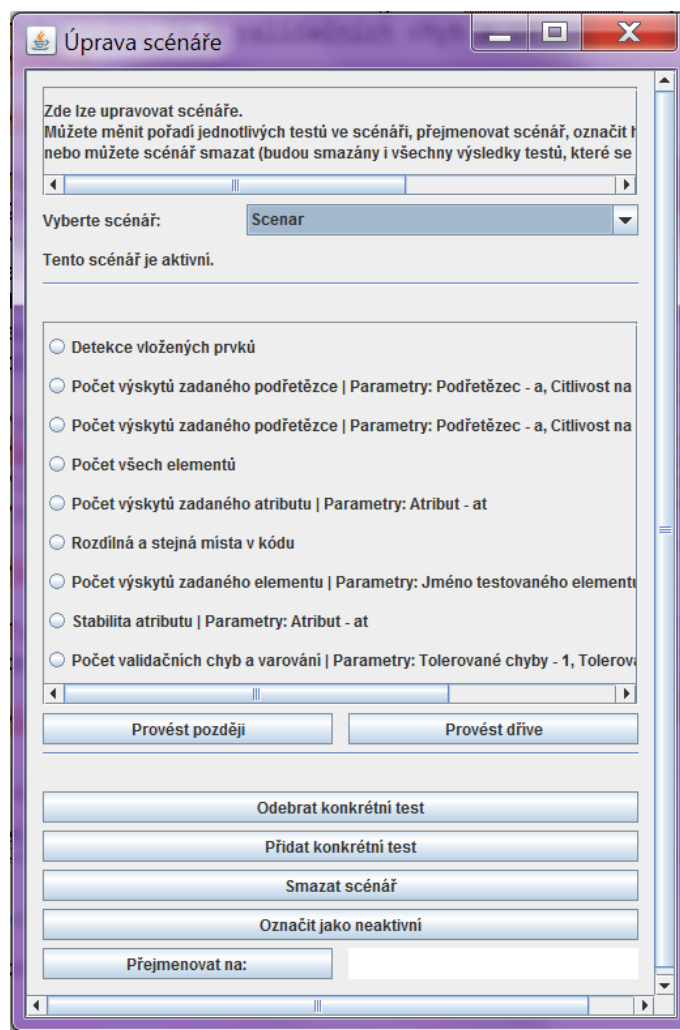 Úprava scénáře
Zde lze upravovat scénáře.
Můžete měnit pořadí jednotlivých testů ve scénáři, přejmenovat scénář, označit
nebo můžete scénář smazat (budou smazány i všechny výsledky testů, které se
Vyberte scénář: Scenar
Tento scénář je aktivní.
Detekce vložených prvků
Počet výskytů zadaného podřetězce | Parametry: Podřetězec - a, Citlivost na
Počet výskytů zadaného podřetězce | Parametry: Podřetězec - a, Citlivost na
Počet všech elementů
Počet výskytů zadaného atributu | Parametry: Atribut - at
Rozdílná a stejná místa v kódu
Počet výskytů zadaného elementu | Parametry: Jméno testovaného elementu
Stabilita atributu | Parametry: Atribut - at
Počet validačních chyb a varování | Parametry: Tolerované chyby - 1, Tolerov
Provést později Provést dříve
Odebrat konkrétní test
Přidat konkrétní test
Smazat scénář
Označit jako neaktivní
Přejmenovat na: